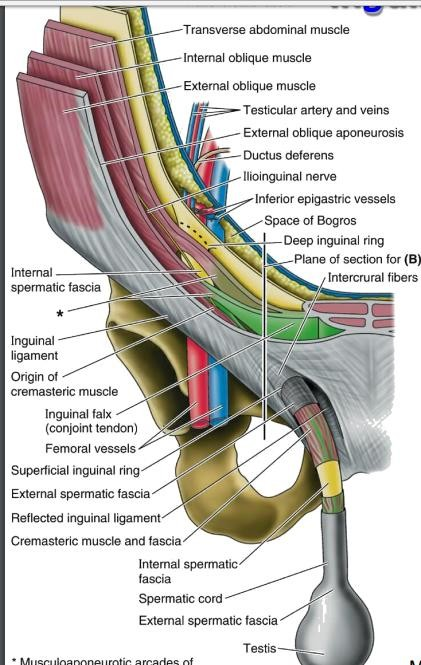 Transverse abdominal muscle
Internal oblique muscle
External oblique muscle
Testicular artery and veins
External oblique aponeurosis
Ductus deferens
Ilioinguinal nerve
Inferior epigastric vessels
Space of Bogros
Deep inguinal ring
Plane of section for (B)
Intercrural fibers
Internal
spermatic fascia
*
Inguinal
ligament
Origin of
cremasteric muscle
Inguinal falx
(conjoint tendon)
Femoral vessels
Superficial inguinal ring
External spermatic fascia
Reflected inguinal ligament
Cremasteric muscle and fascia
Internal spermatic
fascia
Spermatic cord
External spermatic fascia
Testis
* Musculoaponeurotic arcades of